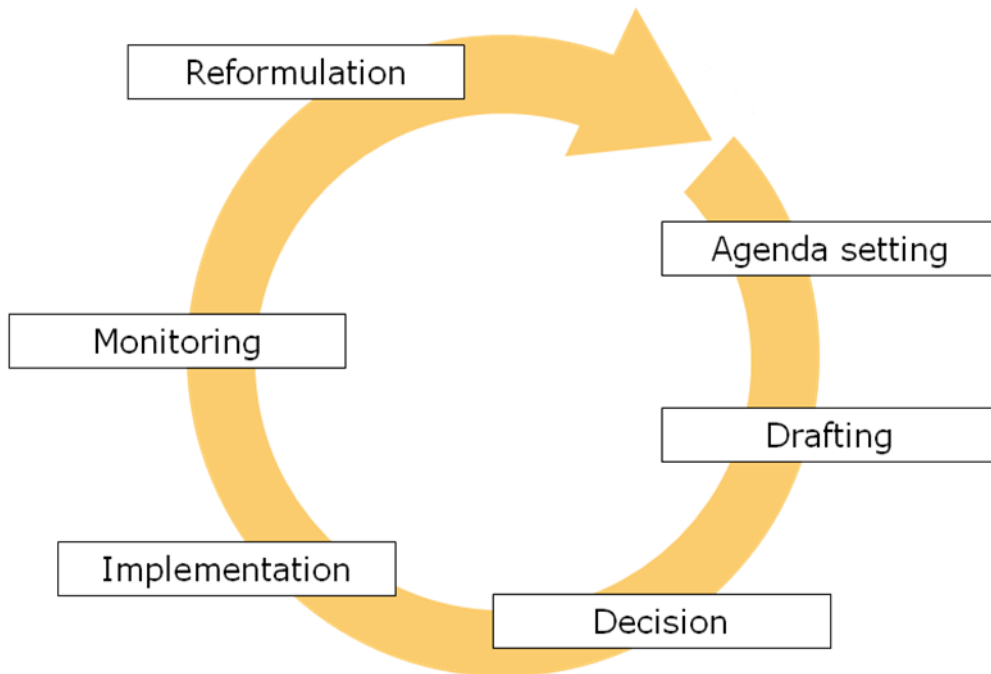 Reformulation
Agenda setting
Monitoring
Drafting
Implementation
Decision